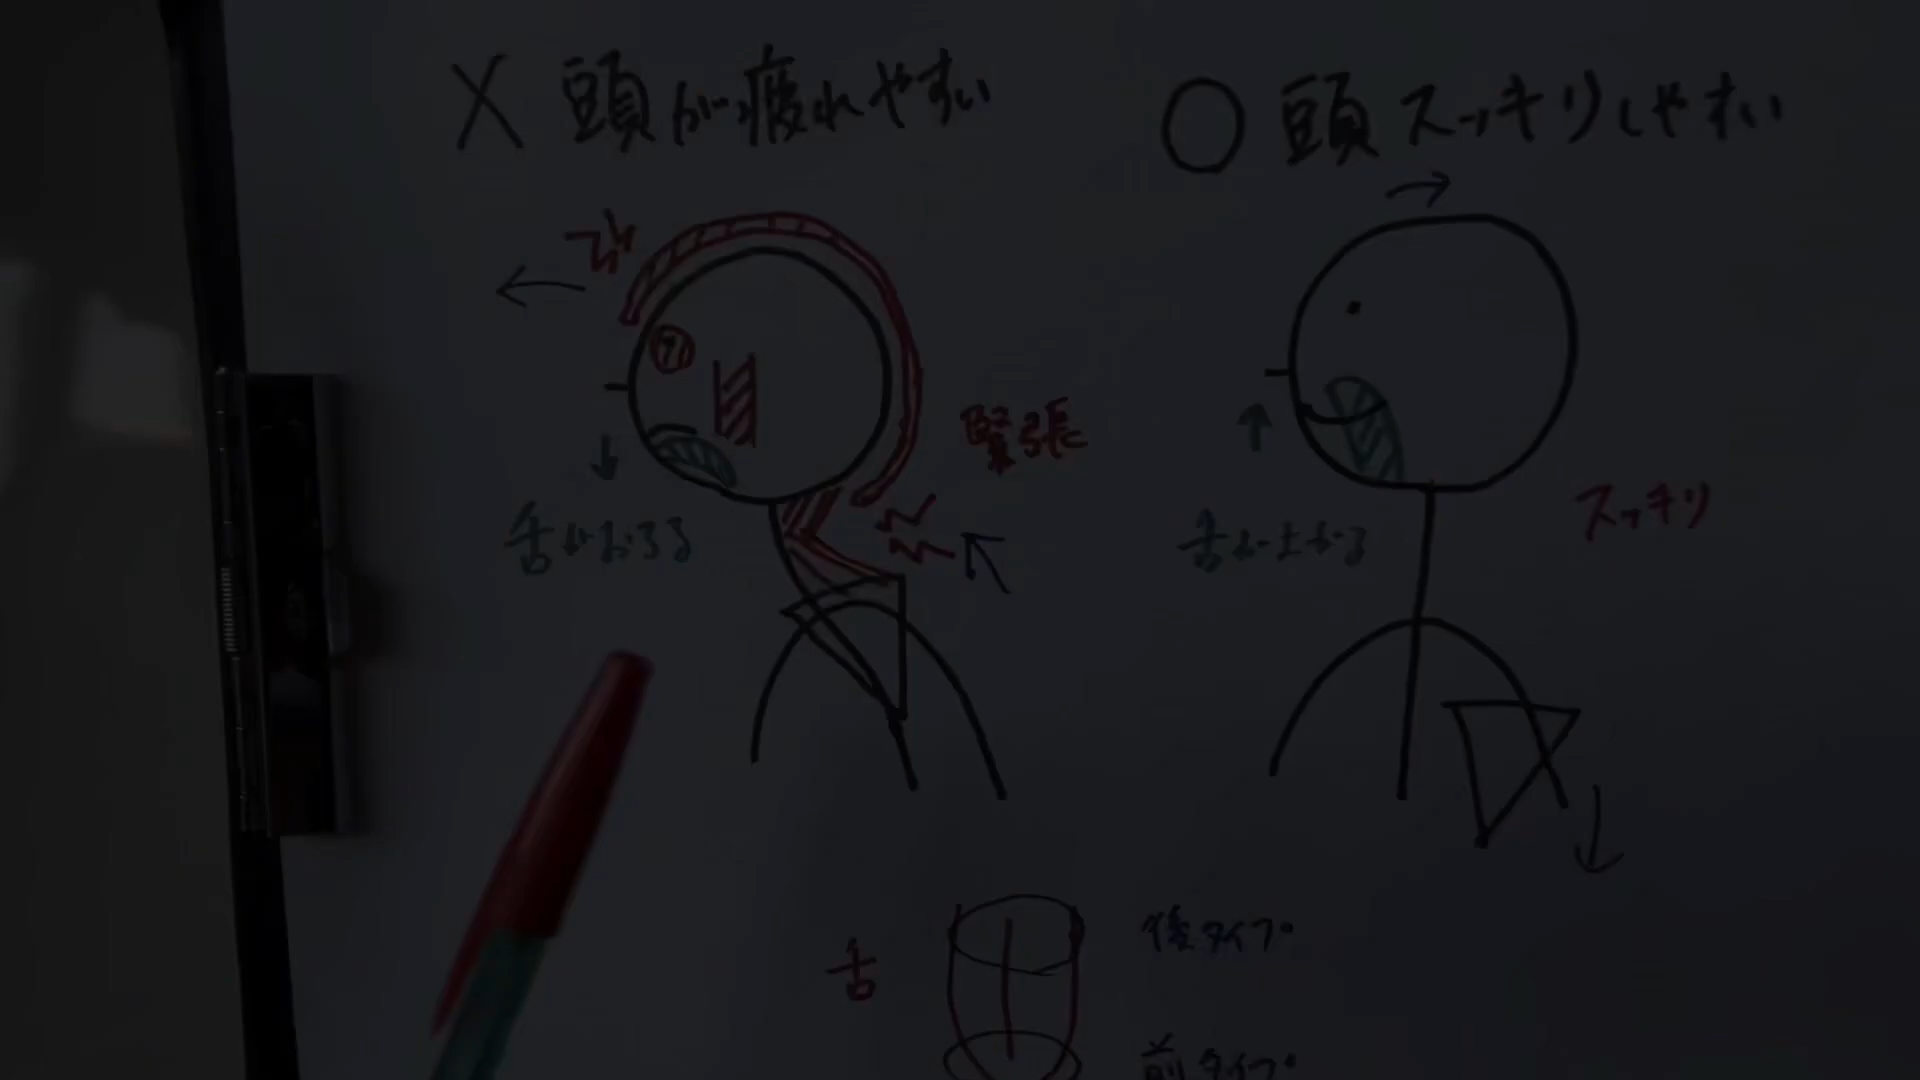 × 頭が疲れやすい
○ 頭スッキリしやすい
緊張
舌がおちる
舌が上がる
スッキリ
舌
後タイプ
前タイプ